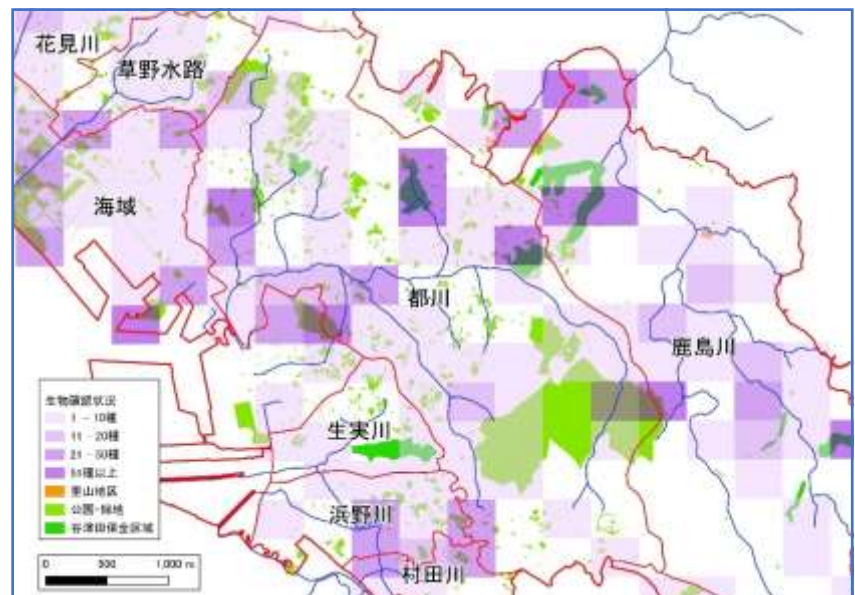 花見川
草野水路
海域
都川
鹿島川
生実川
浜野川
村田川
生物確認状況
1 - 10種
11 - 20種
21 - 30種
31種以上
里山地区
公園・緑地
谷津田保全区域
0 500 1,000 m